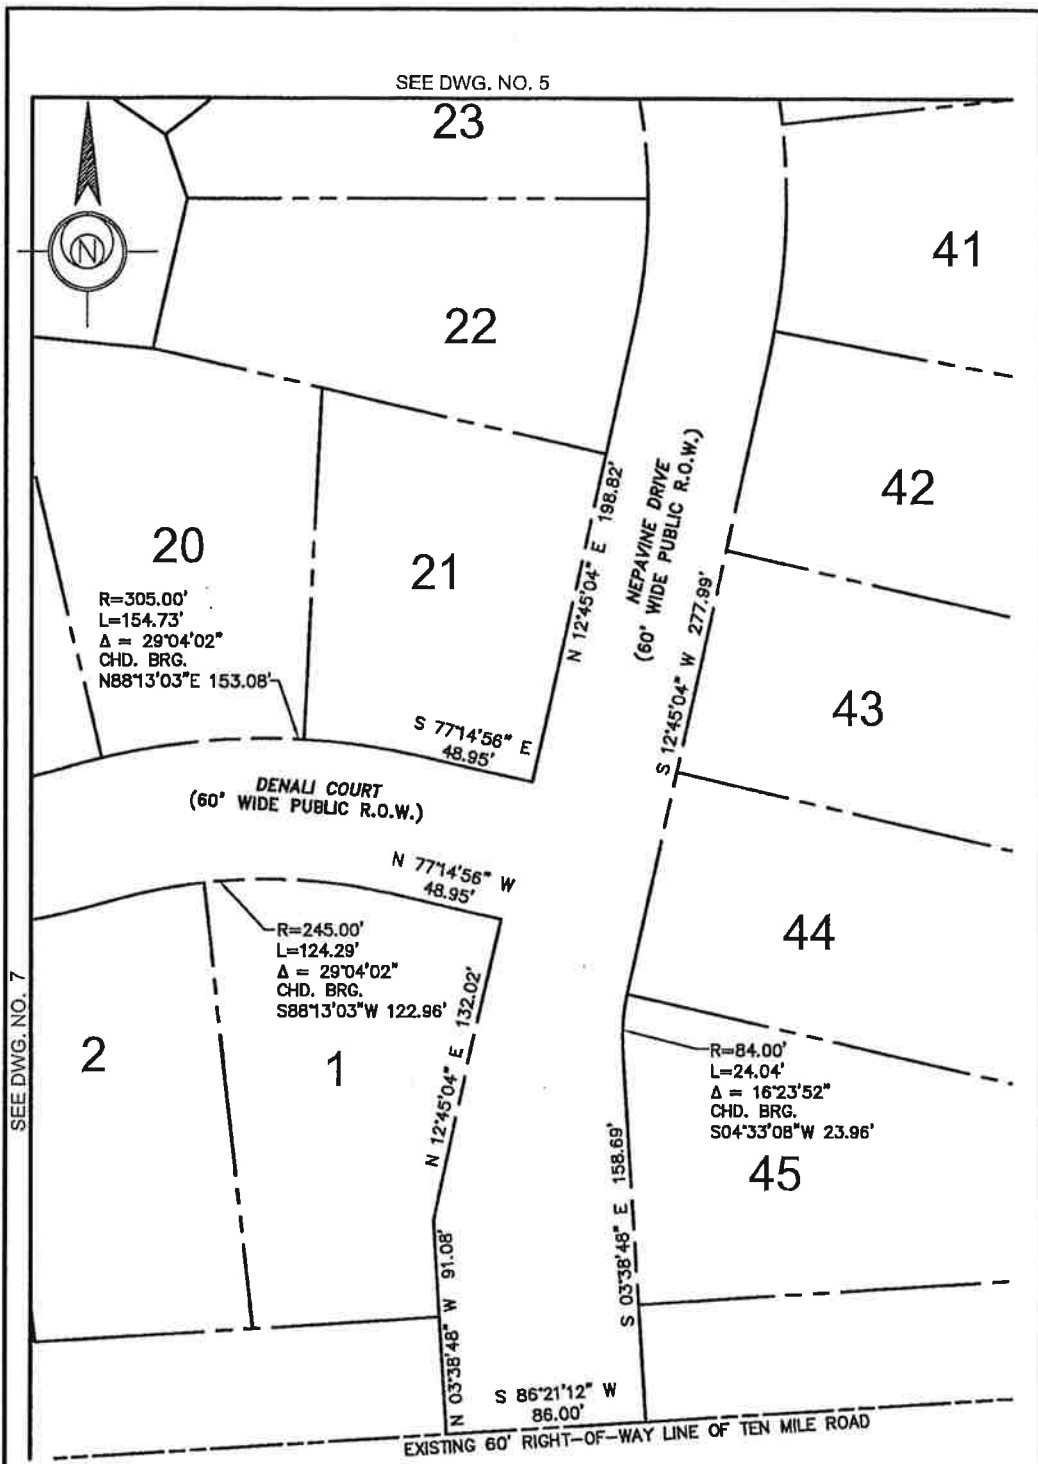 SEE DWG. NO. 5
23
N
41
22
42
NEPAVINE DRIVE
(60' WIDE PUBLIC R.O.W.)
N 12°45'04" E 198.82'
20
21
R=305.00'
L=154.73'
Δ = 29°04'02"
CHD. BRG.
N88°13'03"E 153.08'
S 12°45'04" W 277.99'
43
S 77°14'56" E
48.95'
DENALI COURT
(60' WIDE PUBLIC R.O.W.)
N 77°14'56" W
48.95'
44
R=245.00'
L=124.29'
Δ = 29°04'02"
CHD. BRG.
S88°13'03"W 122.96'
SEE DWG. NO. 7
2
1
N 12°45'04" E 132.02'
R=84.00'
L=24.04'
Δ = 16°23'52"
CHD. BRG.
S04°33'08"W 23.96'
45
S 03°38'48" E 158.69'
N 03°38'48" W 91.08'
S 86°21'12" W
86.00'
EXISTING 60' RIGHT-OF-WAY LINE OF TEN MILE ROAD